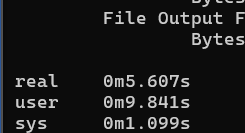 Bytes
File Output F
Bytes
real 0m5.607s
user 0m9.841s
sys 0m1.099s